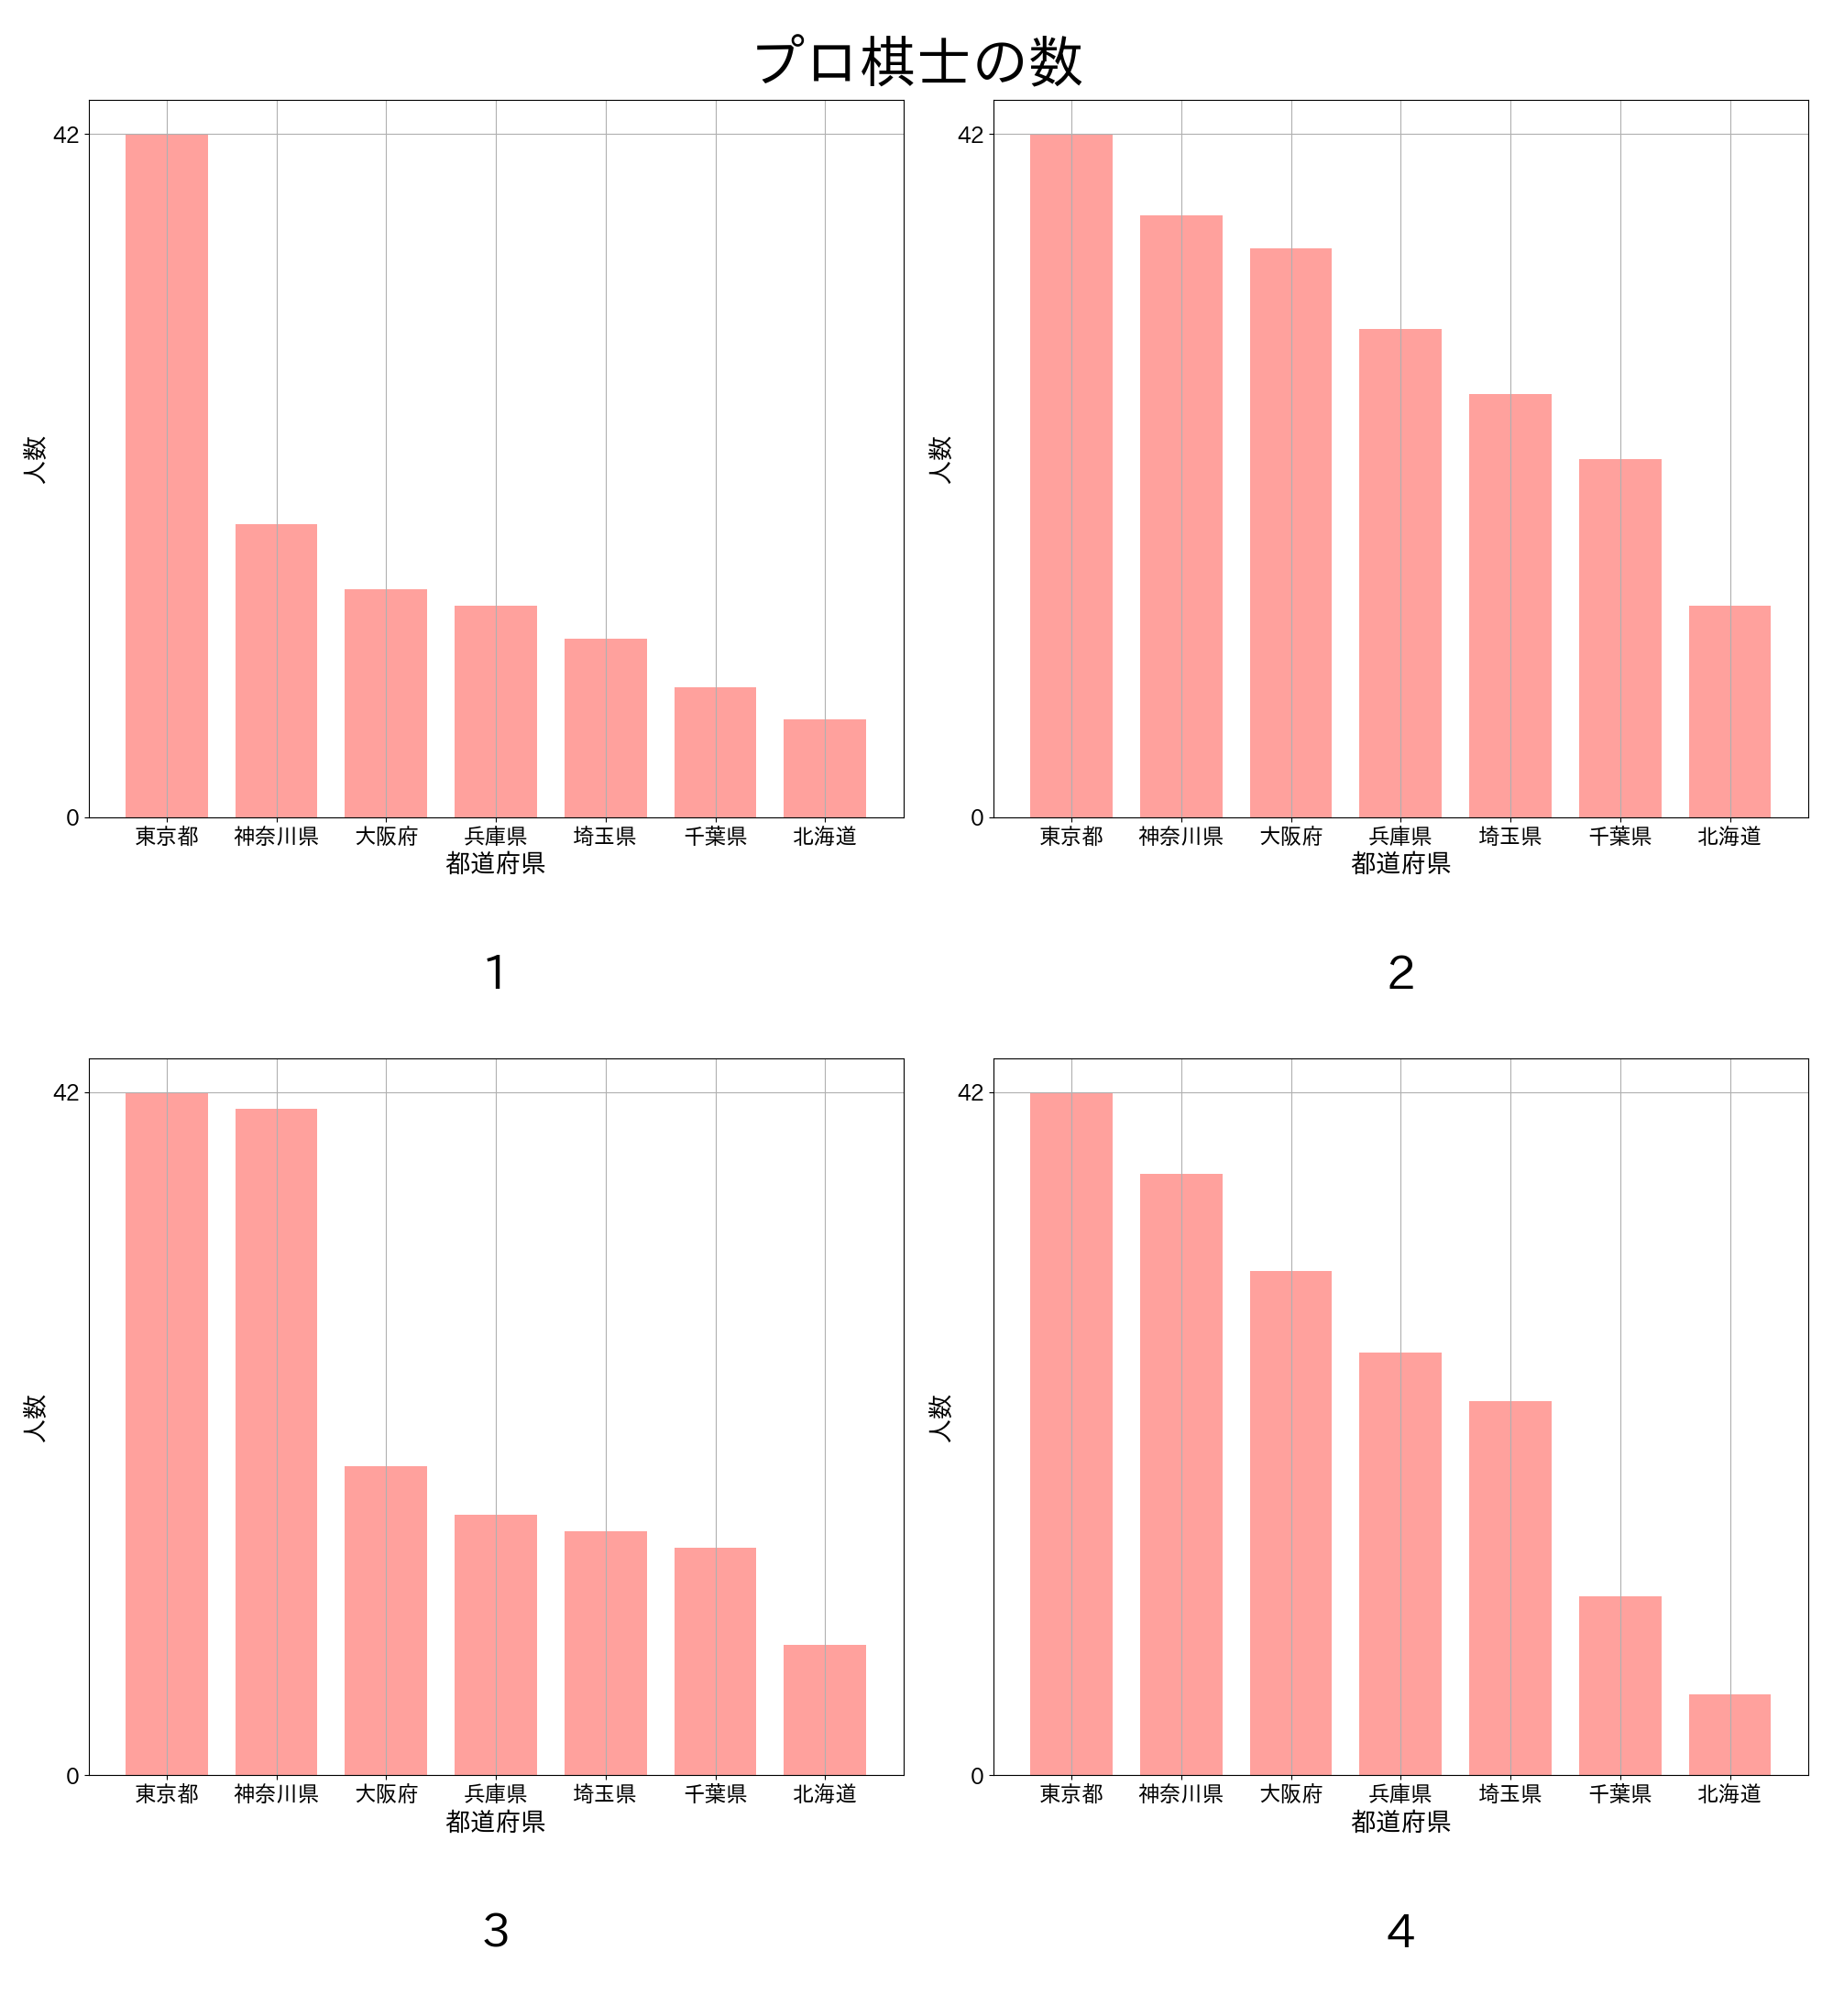 プロ棋士の数
42
人数
0
東京都 神奈川県 大阪府 兵庫県 埼玉県 千葉県 北海道
都道府県
1
42
人数
0
東京都 神奈川県 大阪府 兵庫県 埼玉県 千葉県 北海道
都道府県
2
42
人数
0
東京都 神奈川県 大阪府 兵庫県 埼玉県 千葉県 北海道
都道府県
3
42
人数
0
東京都 神奈川県 大阪府 兵庫県 埼玉県 千葉県 北海道
都道府県
4